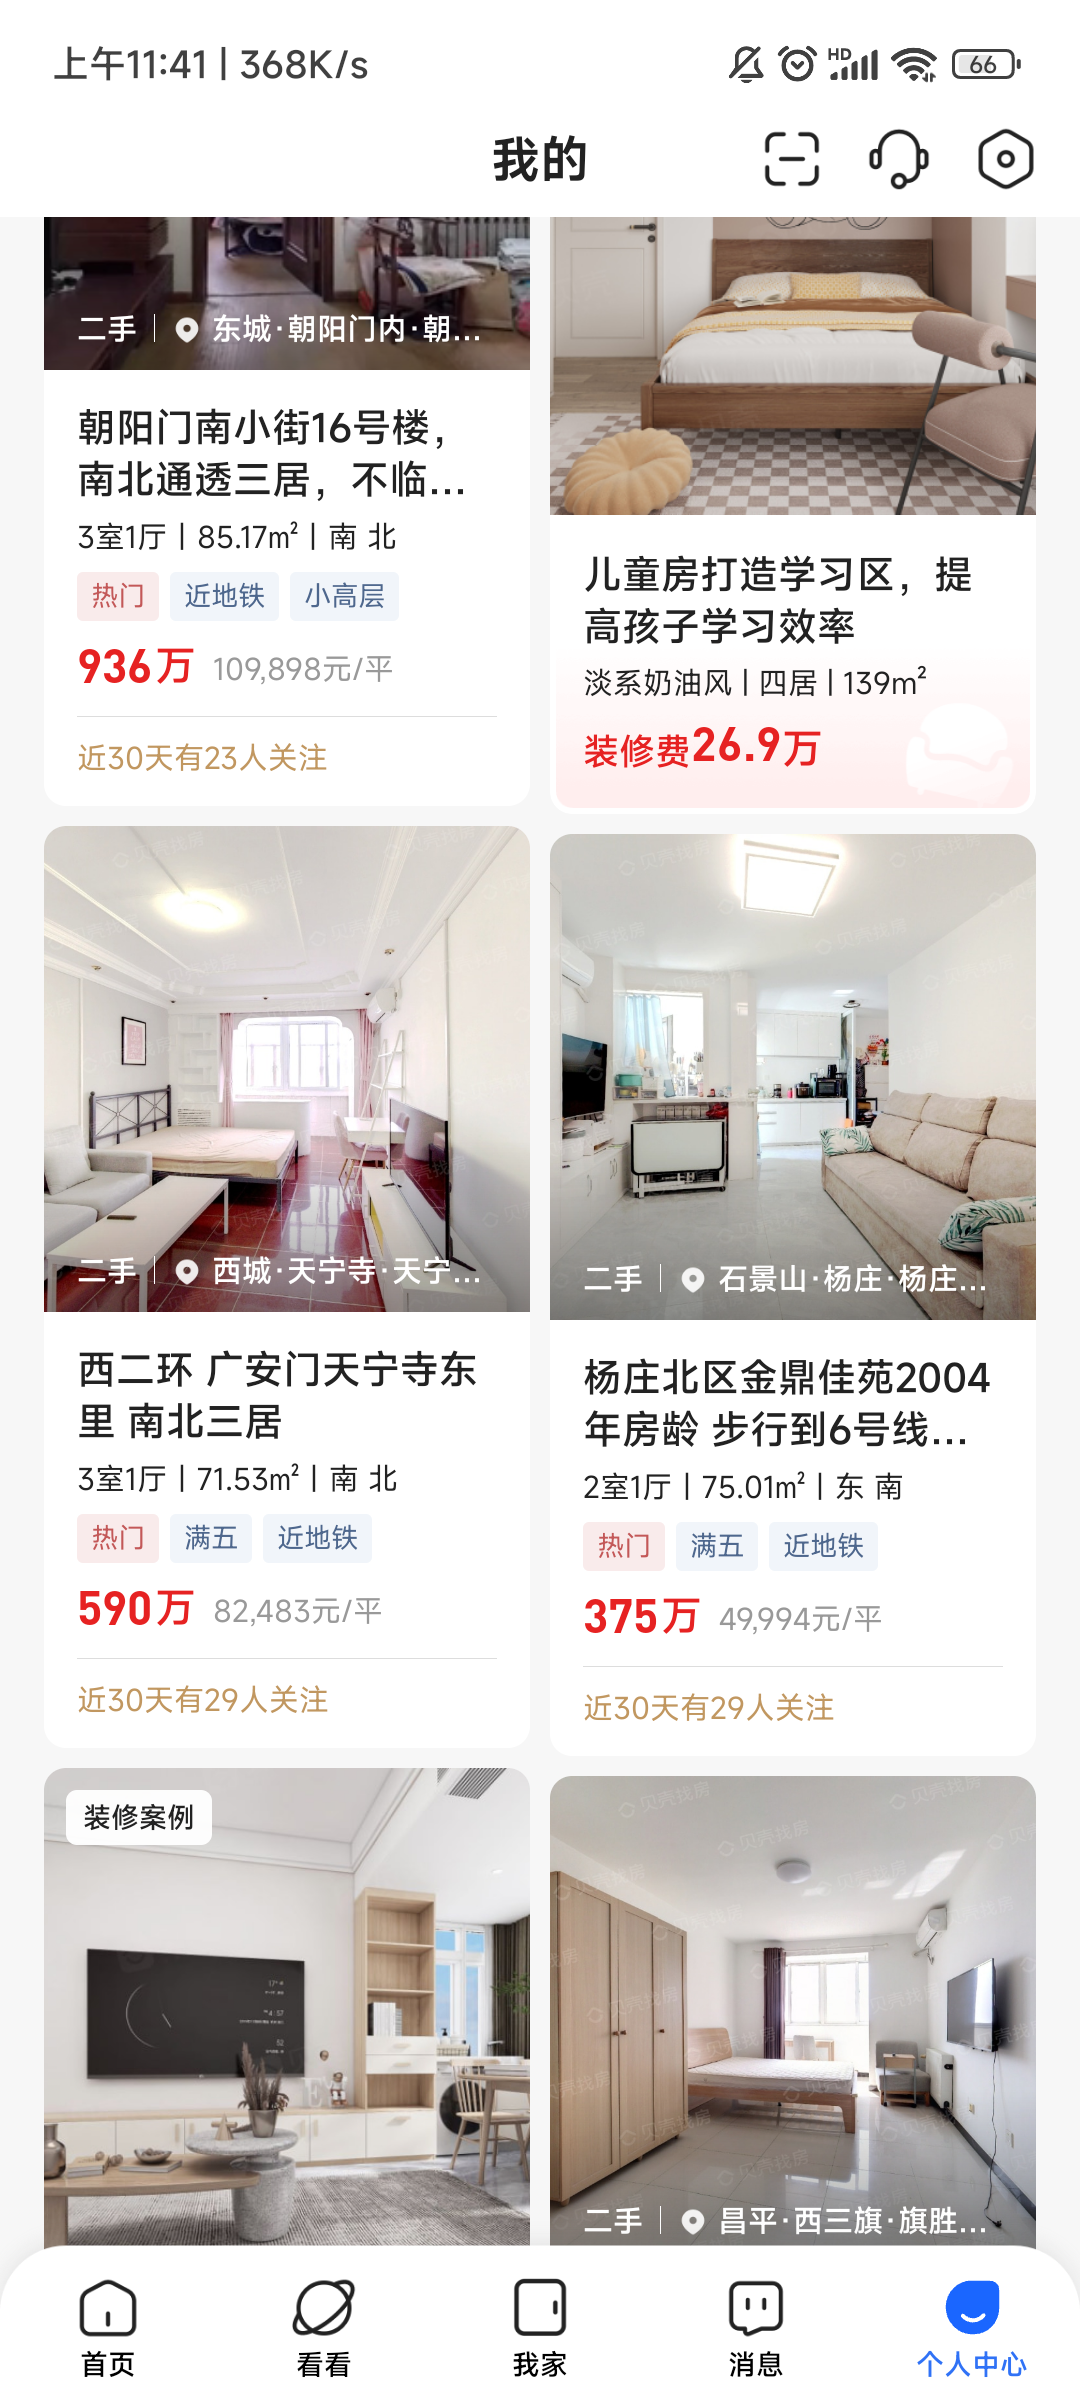 上午11:41 | 368K/s
HD
66
我的
二手 | 东城·朝阳门内·朝...
朝阳门南小街16号楼，
南北通透三居，不临...
3室1厅 | 85.17㎡ | 南 北
热门 近地铁 小高层
936万 109,898元/平
近30天有23人关注
儿童房打造学习区，提
高孩子学习效率
淡系奶油风 | 四居 | 139㎡
装修费26.9万
二手 | 西城·天宁寺·天宁...
西二环 广安门天宁寺东
里 南北三居
3室1厅 | 71.53㎡ | 南 北
热门 满五 近地铁
590万 82,483元/平
近30天有29人关注
贝壳找房
二手 | 石景山·杨庄·杨庄...
杨庄北区金鼎佳苑2004
年房龄 步行到6号线...
2室1厅 | 75.01㎡ | 东 南
热门 满五 近地铁
375万 49,994元/平
近30天有29人关注
装修案例
贝壳找房
二手 | 昌平·西三旗·旗胜...
首页
看看
我家
消息
个人中心